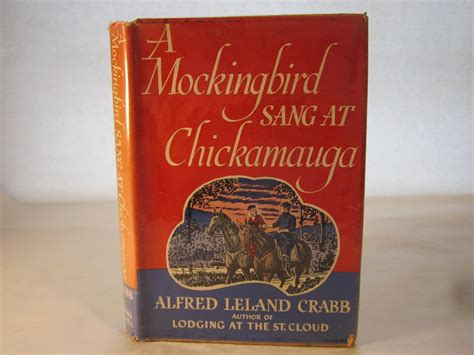 A
Mockingbird
SANG AT
Chickamauga
ALFRED LELAND CRABB
AUTHOR OF
LODGING AT THE ST. CLOUD
A Mockingbird SANG AT Chickamauga